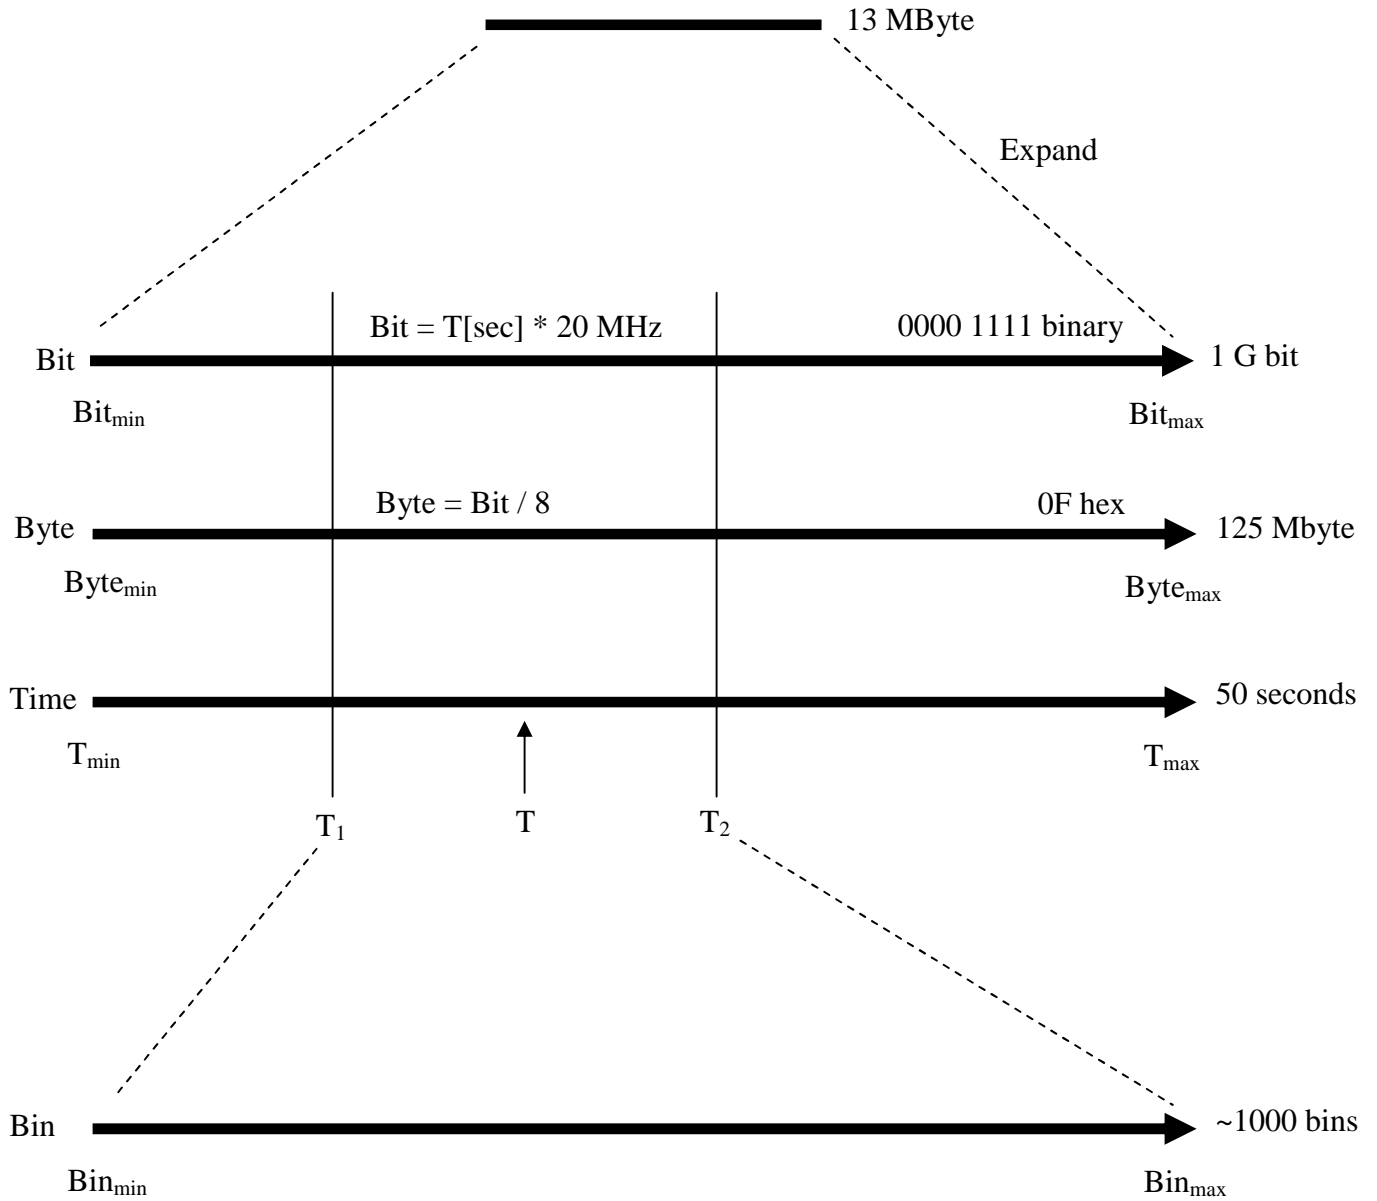 13 MByte
Expand
Bit = T[sec] * 20 MHz
0000 1111 binary
Bit
1 G bit
Bitmin
Bitmax
Byte = Bit / 8
0F hex
Byte
125 Mbyte
Bytemin
Bytemax
Time
50 seconds
Tmin
Tmax
T1
T
T2
Bin
~1000 bins
Binmin
Binmax